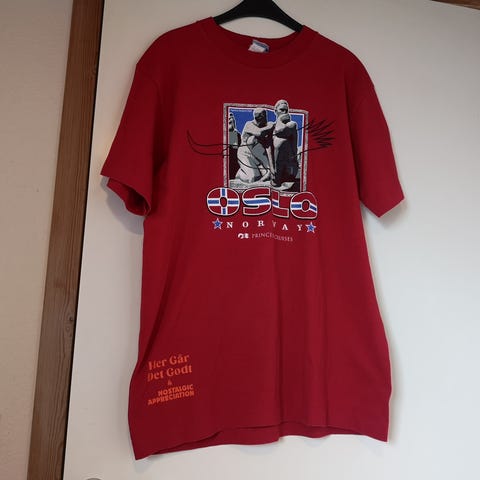 OSLO
NORWAY
PRINCESS CRUISES
Her Går
Det Godt
&
NOSTALGIC
APPRECIATION